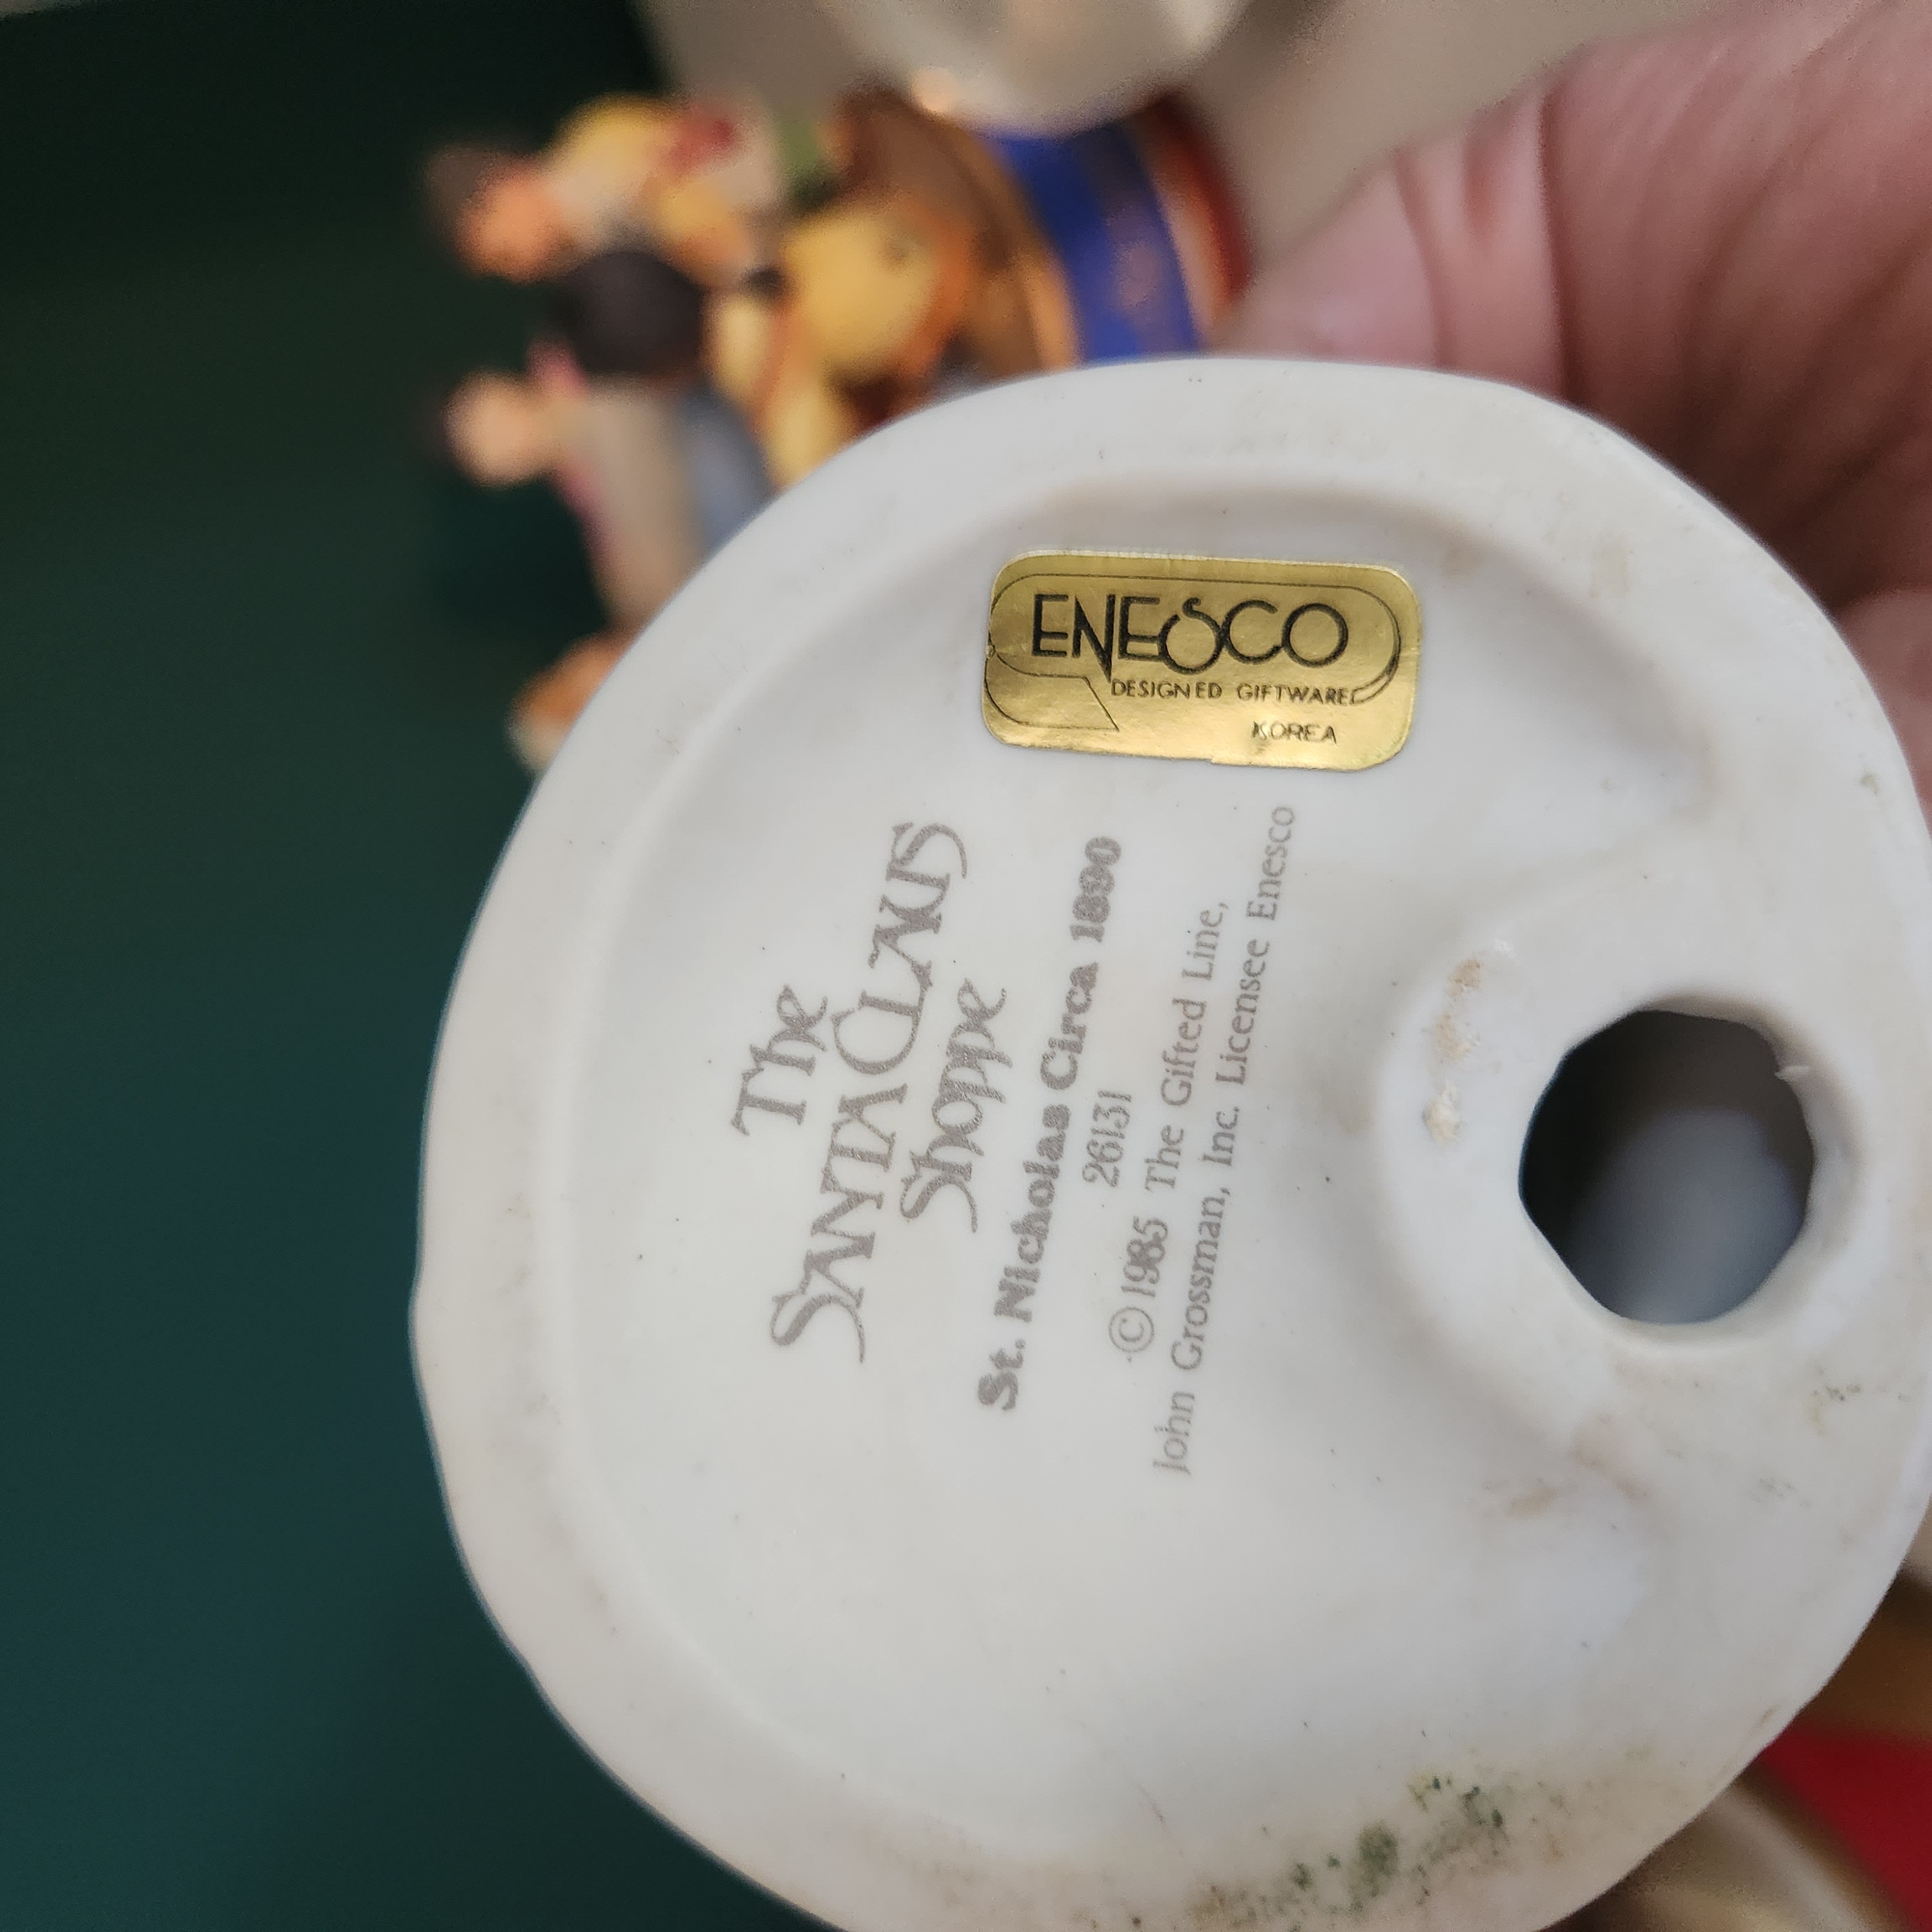 ENESCO
DESIGNED GIFTWARE
KOREA
The
SANTA CLAUS
Shoppe
St. Nicholas Circa 1890
26131
©1985 The Gifted Line,
John Grossman, Inc. Licensee Enesco